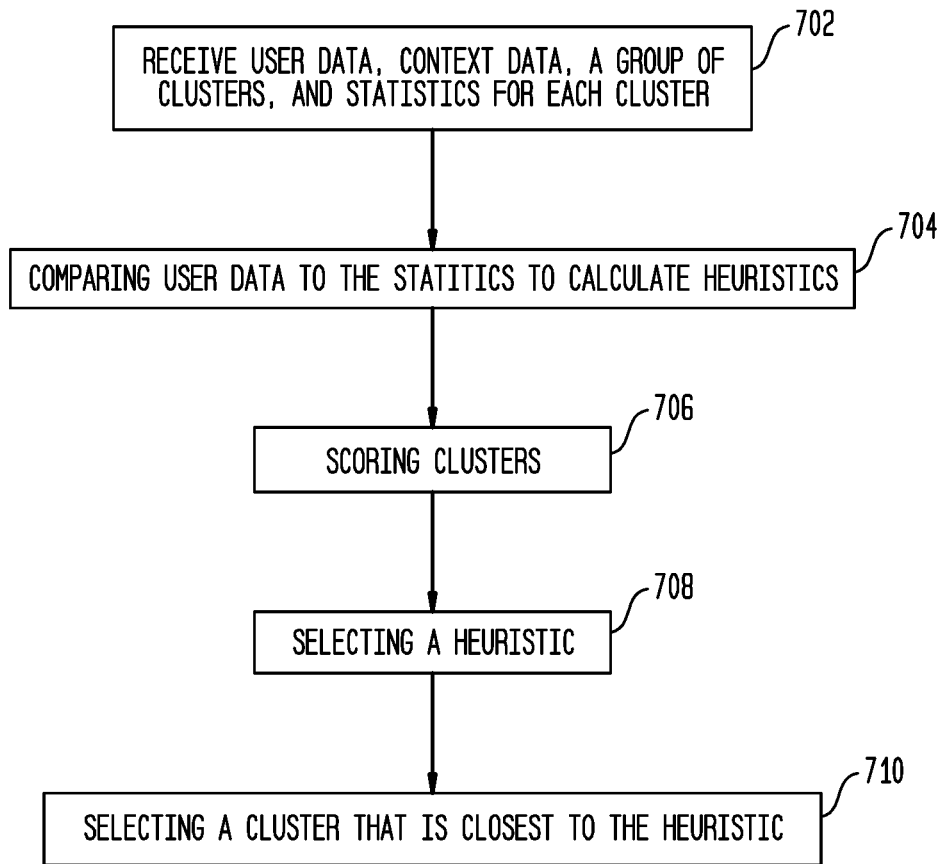 702
RECEIVE USER DATA, CONTEXT DATA, A GROUP OF
CLUSTERS, AND STATISTICS FOR EACH CLUSTER
704
COMPARING USER DATA TO THE STATITICS TO CALCULATE HEURISTICS
706
SCORING CLUSTERS
708
SELECTING A HEURISTIC
710
SELECTING A CLUSTER THAT IS CLOSEST TO THE HEURISTIC